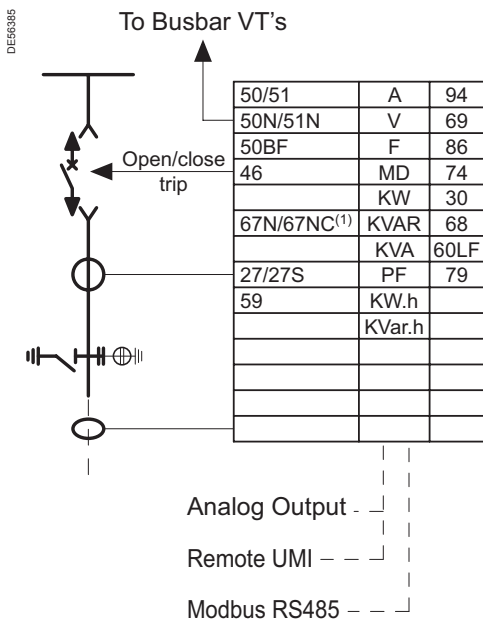 DE56385
To Busbar VT's
50/51 A 94
50N/51N V 69
50BF F 86
Open/close
trip
46 MD 74
KW 30
67N/67NC(1) KVAR 68
KVA 60LF
27/27S PF 79
59 KW.h
KVar.h
Analog Output
Remote UMI
Modbus RS485